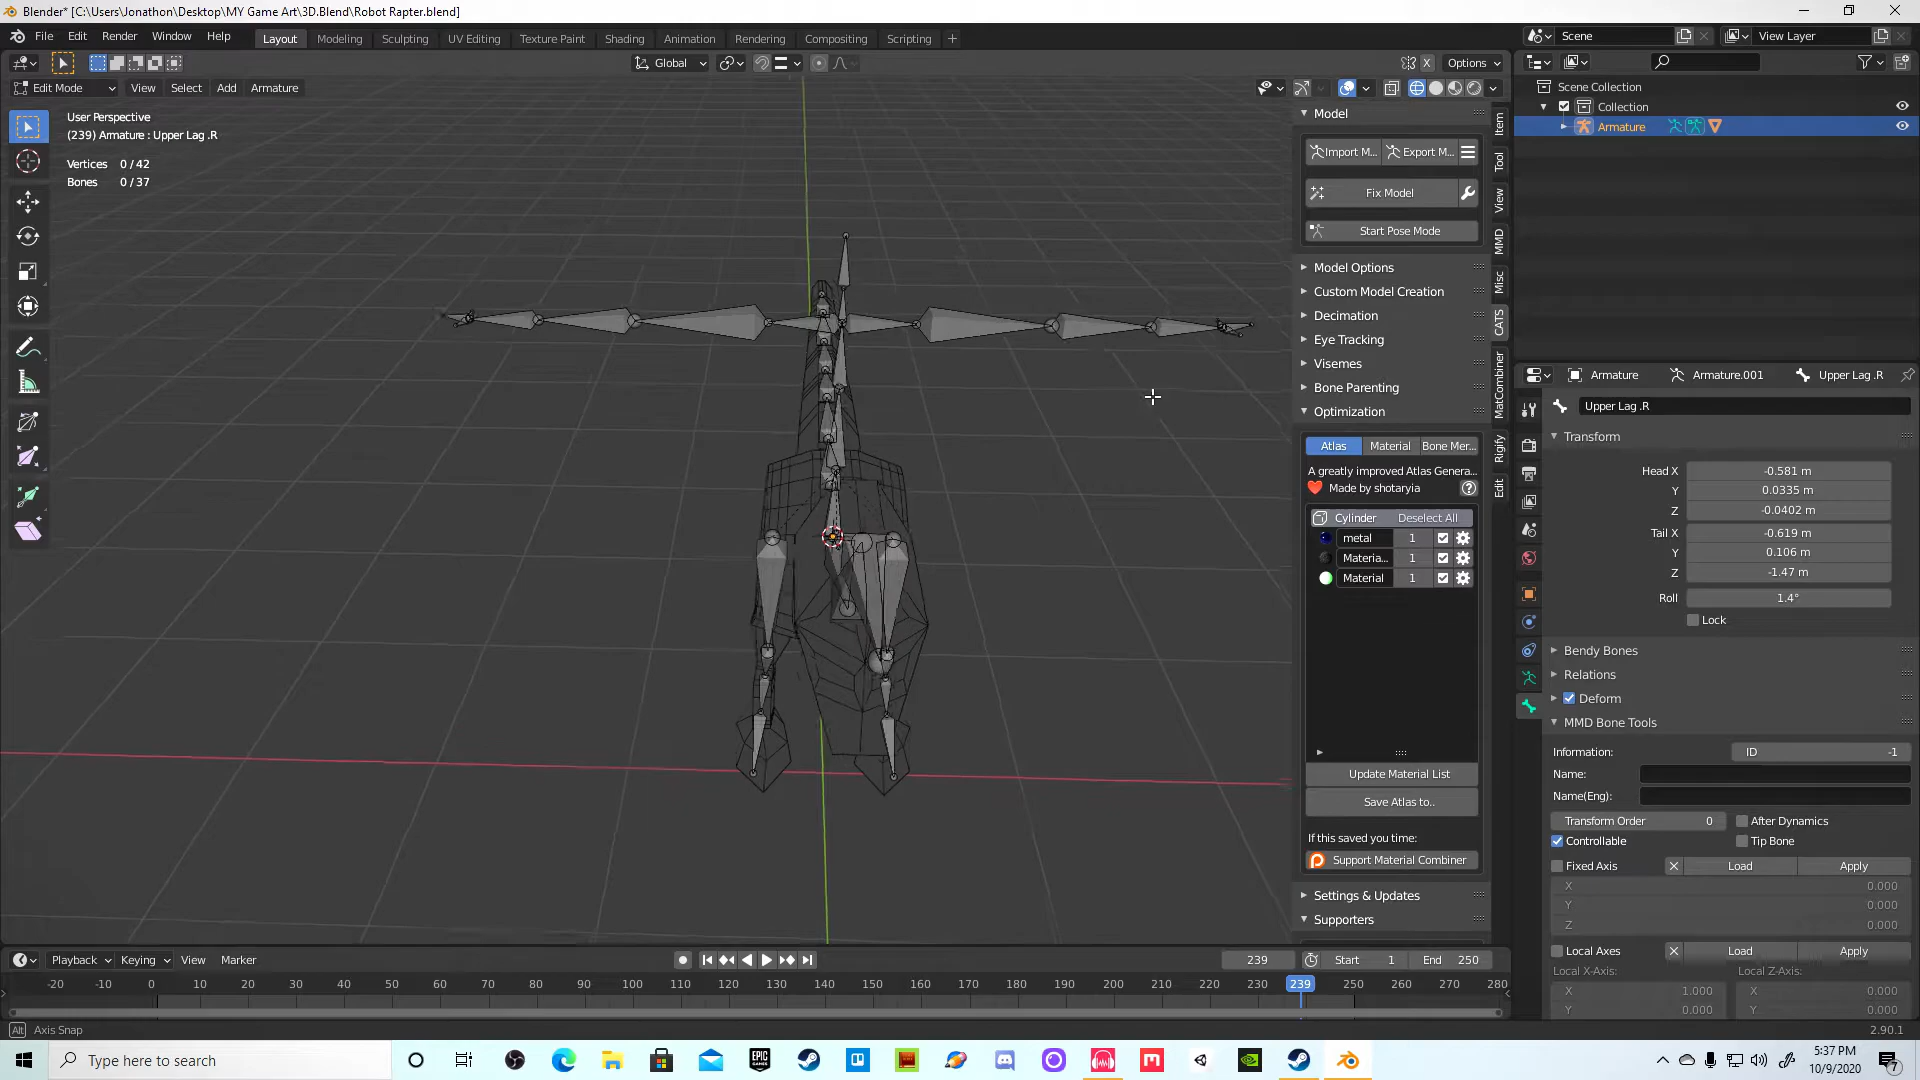 Blender* [C:\Users\Jonathon\Desktop\MY Game Art\3D.Blend\Robot Rapter.blend]
File Edit Render Window Help Layout Modeling Sculpting UV Editing Texture Paint Shading Animation Rendering Compositing Scripting +
Scene View Layer
Global Options
Edit Mode View Select Add Armature
User Perspective
(239) Armature : Upper Lag .R
Vertices 0 / 42
Bones 0 / 37
Model
Import M... Export M...
Fix Model
Start Pose Mode
Model Options
Custom Model Creation
Decimation
Eye Tracking
Visemes
Bone Parenting
Optimization
Atlas Material Bone Mer...
A greatly improved Atlas Genera...
Made by shotaryia ?
Cylinder Deselect All
metal 1
Materia... 1
Material 1
Update Material List
Save Atlas to..
If this saved you time:
Support Material Combiner
Settings & Updates
Supporters
Item
Tool
View
MMD
Misc
CATS
MatCombiner
Rigify
Edit
Scene Collection
Collection
Armature
Armature Armature.001 Upper Lag .R
Upper Lag .R
Transform
Head X -0.581 m
Y 0.0335 m
Z -0.0402 m
Tail X -0.619 m
Y 0.106 m
Z -1.47 m
Roll 1.4°
Lock
Bendy Bones
Relations
Deform
MMD Bone Tools
Information: ID -1
Name:
Name(Eng):
Transform Order 0 After Dynamics
Controllable Tip Bone
Fixed Axis Load Apply
X 0.000
Y 0.000
Z 0.000
Local Axes Load Apply
Local X-Axis: Local Z-Axis:
X 1.000 X 0.000
Y 0.000 Y 0.000
Playback Keying View Marker 239 Start 1 End 250
-20 -10 1 10 20 30 40 50 60 70 80 90 100 110 120 130 140 150 160 170 180 190 200 210 220 230 239 250 260 270 280
Alt Axis Snap 2.90.1
Type here to search
5:37 PM
10/9/2020
7